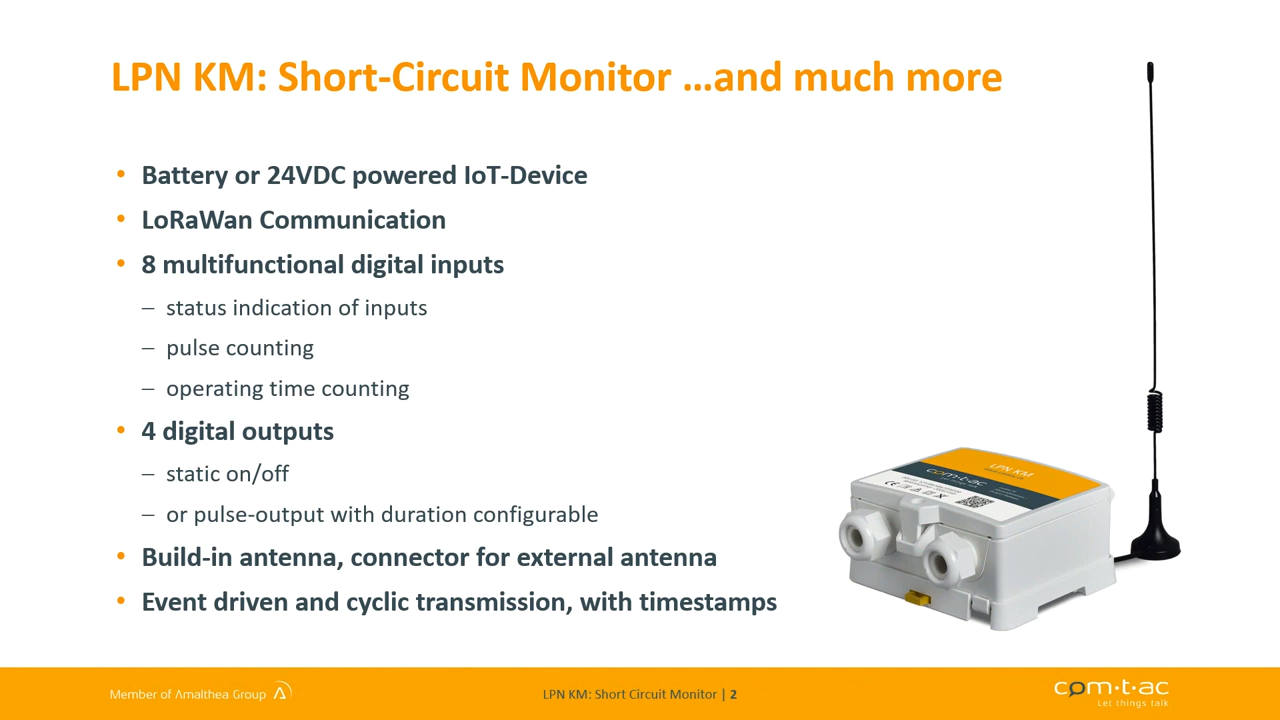 LPN KM: Short-Circuit Monitor …and much more
• Battery or 24VDC powered IoT-Device
• LoRaWan Communication
• 8 multifunctional digital inputs
– status indication of inputs
– pulse counting
– operating time counting
• 4 digital outputs
– static on/off
– or pulse-output with duration configurable
• Build-in antenna, connector for external antenna
• Event driven and cyclic transmission, with timestamps
LPN KM
com·t·ac
Member of Amalthea Group
LPN KM: Short Circuit Monitor | 2
com·t·ac
Let things talk